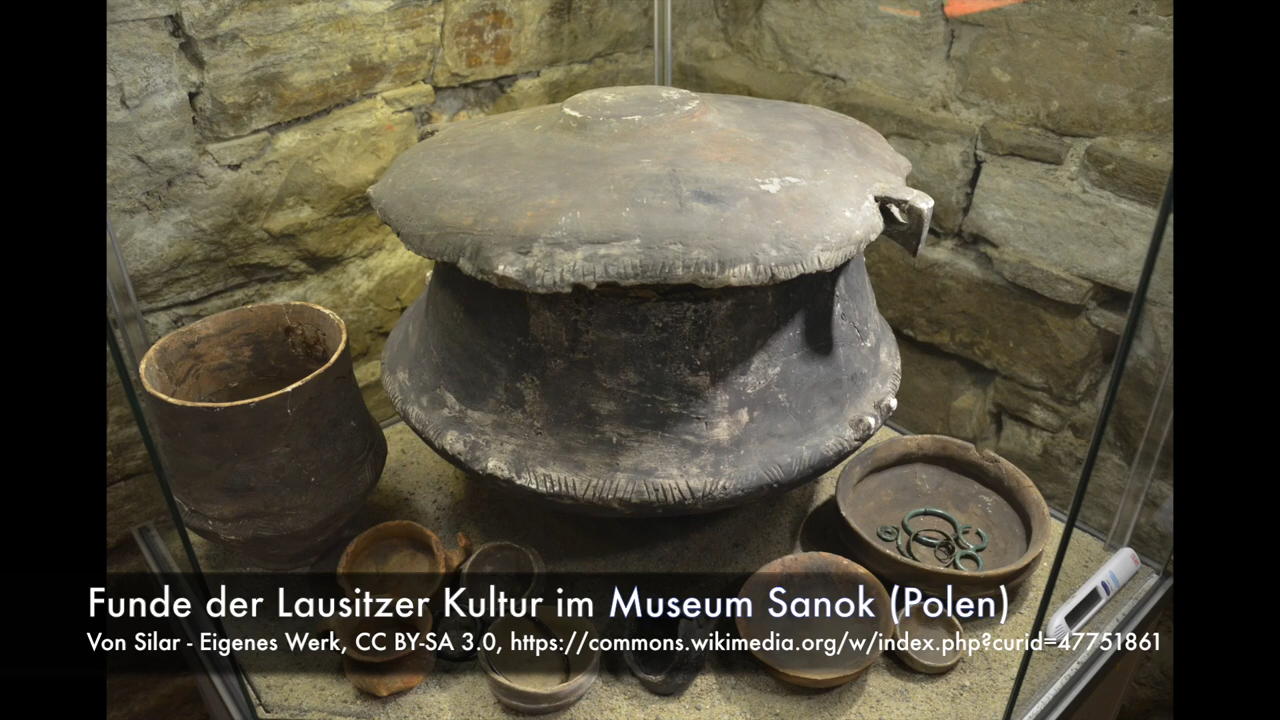 Funde der Lausitzer Kultur im Museum Sanok (Polen)
Von Silar - Eigenes Werk, CC BY-SA 3.0, https://commons.wikimedia.org/w/index.php?curid=47751861